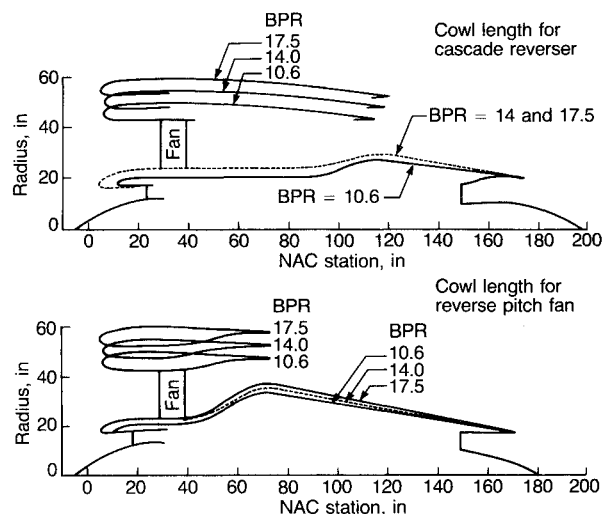 BPR
17.5
14.0
10.6
Cowl length for
cascade reverser
60
40
20
0
Radius, in
Fan
BPR = 14 and 17.5
BPR = 10.6
0 20 40 60 80 100 120 140 160 180 200
NAC station, in
Cowl length for
reverse pitch fan
BPR
17.5
14.0
10.6
BPR
10.6
14.0
17.5
60
40
20
0
Radius, in
Fan
0 20 40 60 80 100 120 140 160 180 200
NAC station, in